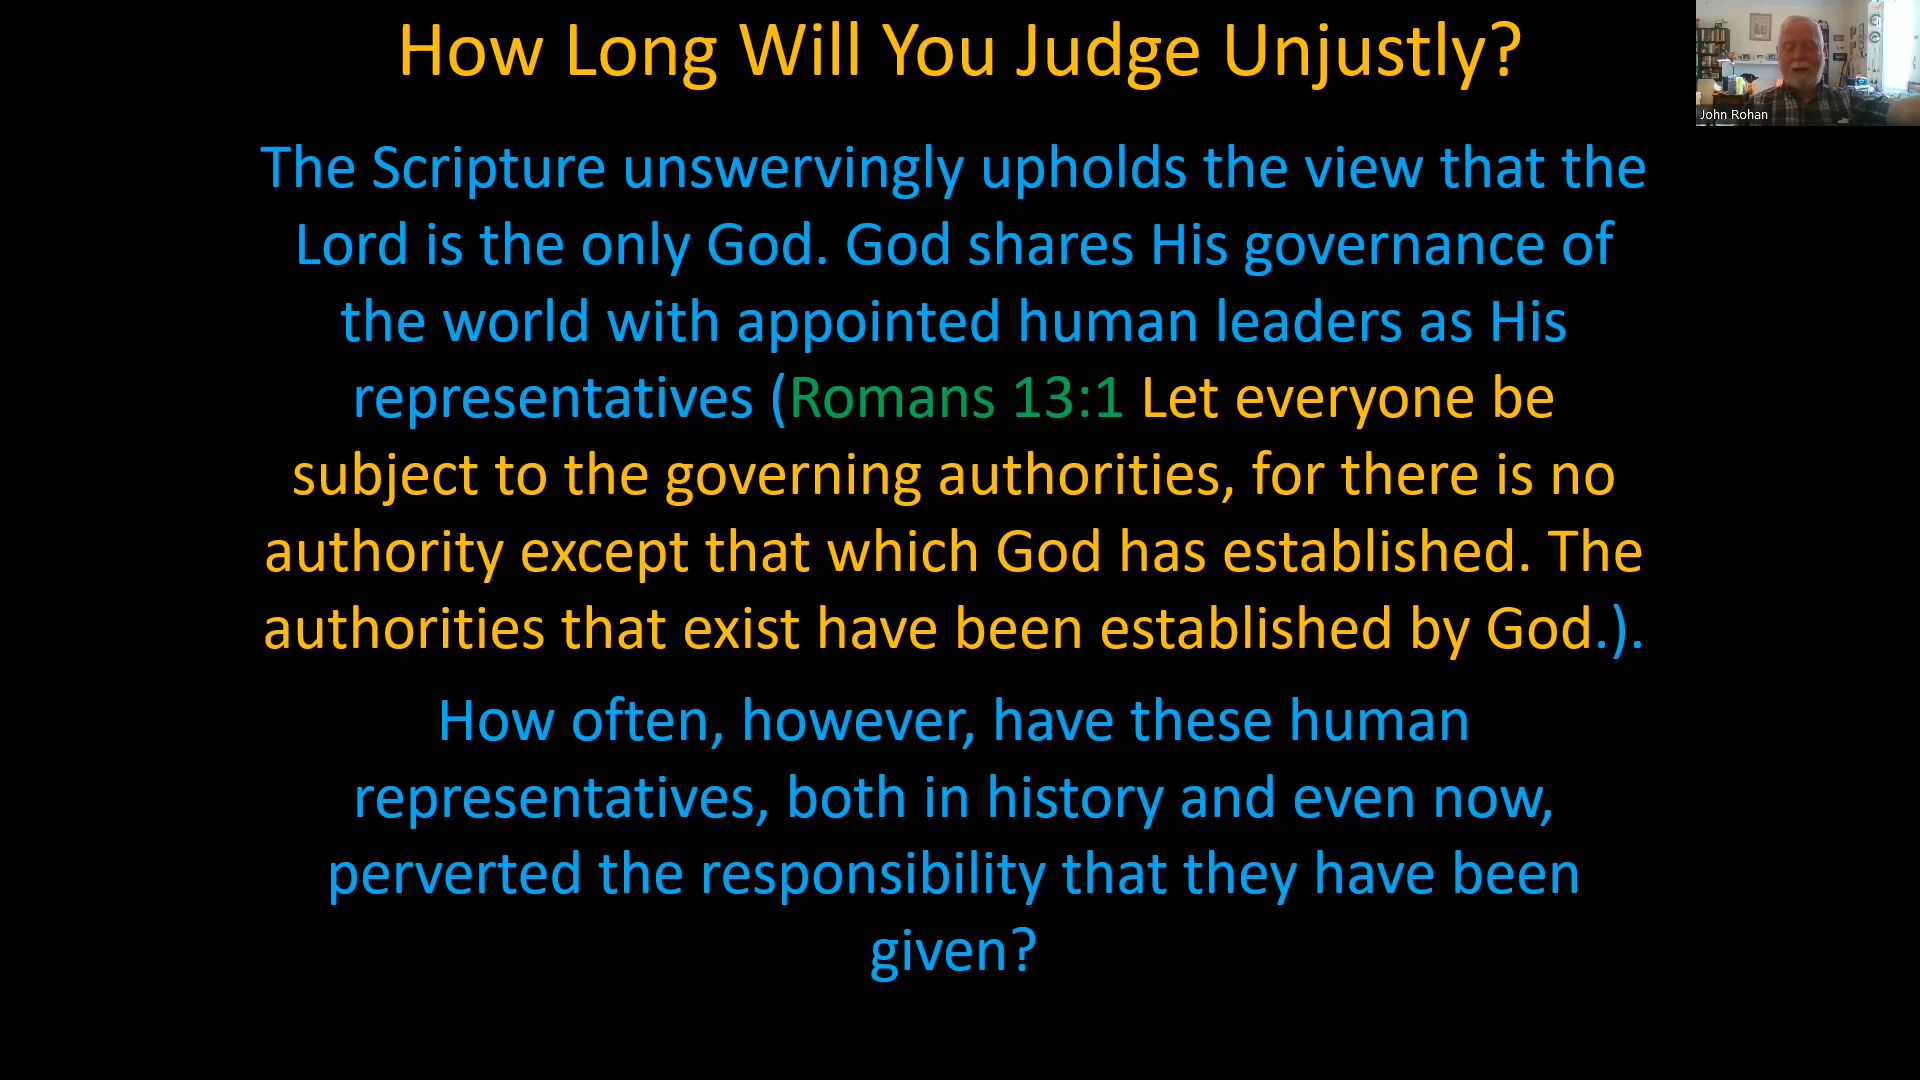 How Long Will You Judge Unjustly?
John Rohan
The Scripture unswervingly upholds the view that the
Lord is the only God. God shares His governance of
the world with appointed human leaders as His
representatives (Romans 13:1 Let everyone be
subject to the governing authorities, for there is no
authority except that which God has established. The
authorities that exist have been established by God.).
How often, however, have these human
representatives, both in history and even now,
perverted the responsibility that they have been
given?